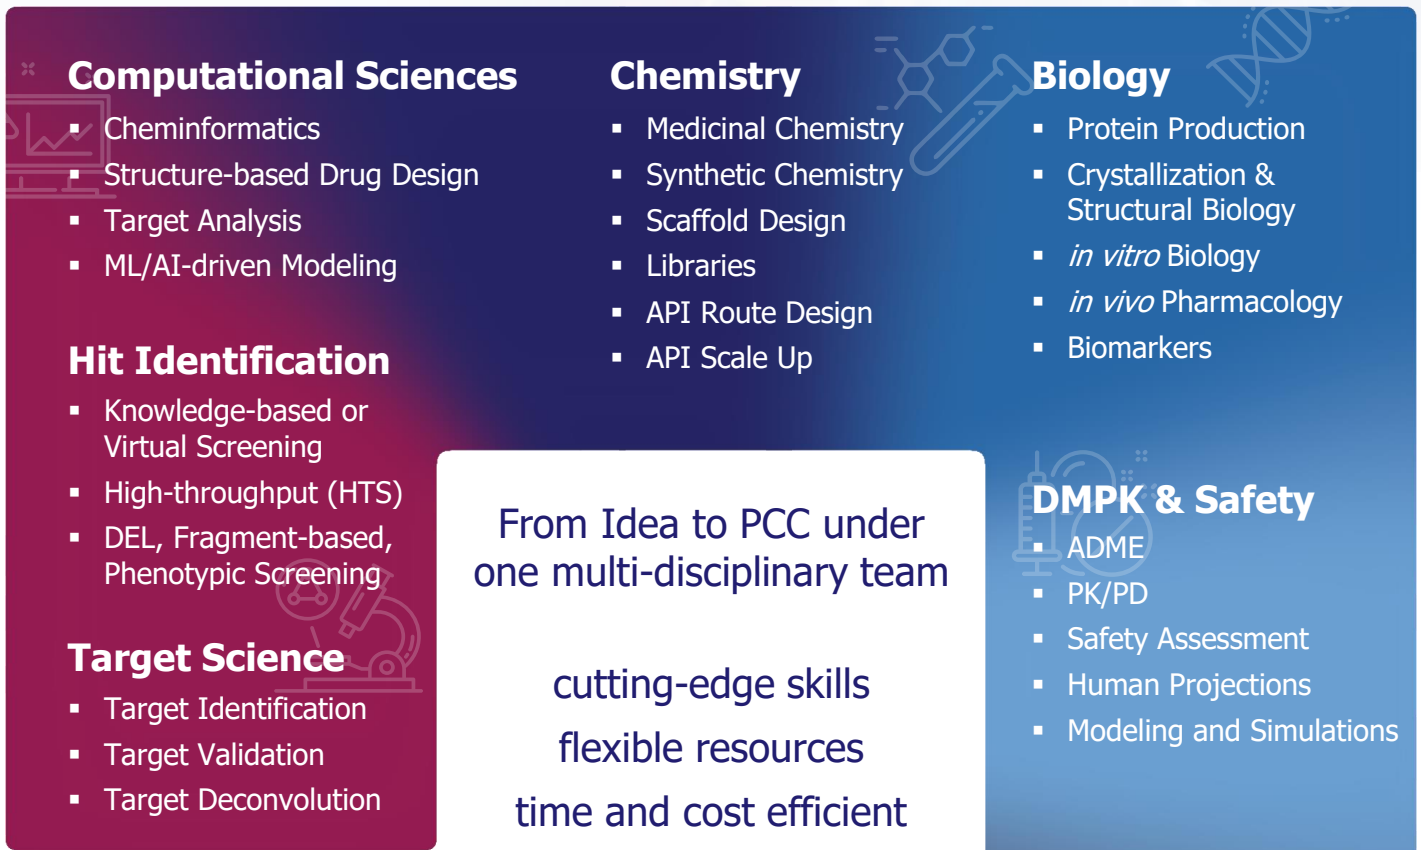 Computational Sciences
▪ Cheminformatics
▪ Structure-based Drug Design
▪ Target Analysis
▪ ML/AI-driven Modeling
Hit Identification
▪ Knowledge-based or
Virtual Screening
▪ High-throughput (HTS)
▪ DEL, Fragment-based,
Phenotypic Screening
Target Science
▪ Target Identification
▪ Target Validation
▪ Target Deconvolution
Chemistry
▪ Medicinal Chemistry
▪ Synthetic Chemistry
▪ Scaffold Design
▪ Libraries
▪ API Route Design
▪ API Scale Up
From Idea to PCC under
one multi-disciplinary team
cutting-edge skills
flexible resources
time and cost efficient
Biology
▪ Protein Production
▪ Crystallization &
Structural Biology
▪ in vitro Biology
▪ in vivo Pharmacology
▪ Biomarkers
DMPK & Safety
▪ ADME
▪ PK/PD
▪ Safety Assessment
▪ Human Projections
▪ Modeling and Simulations